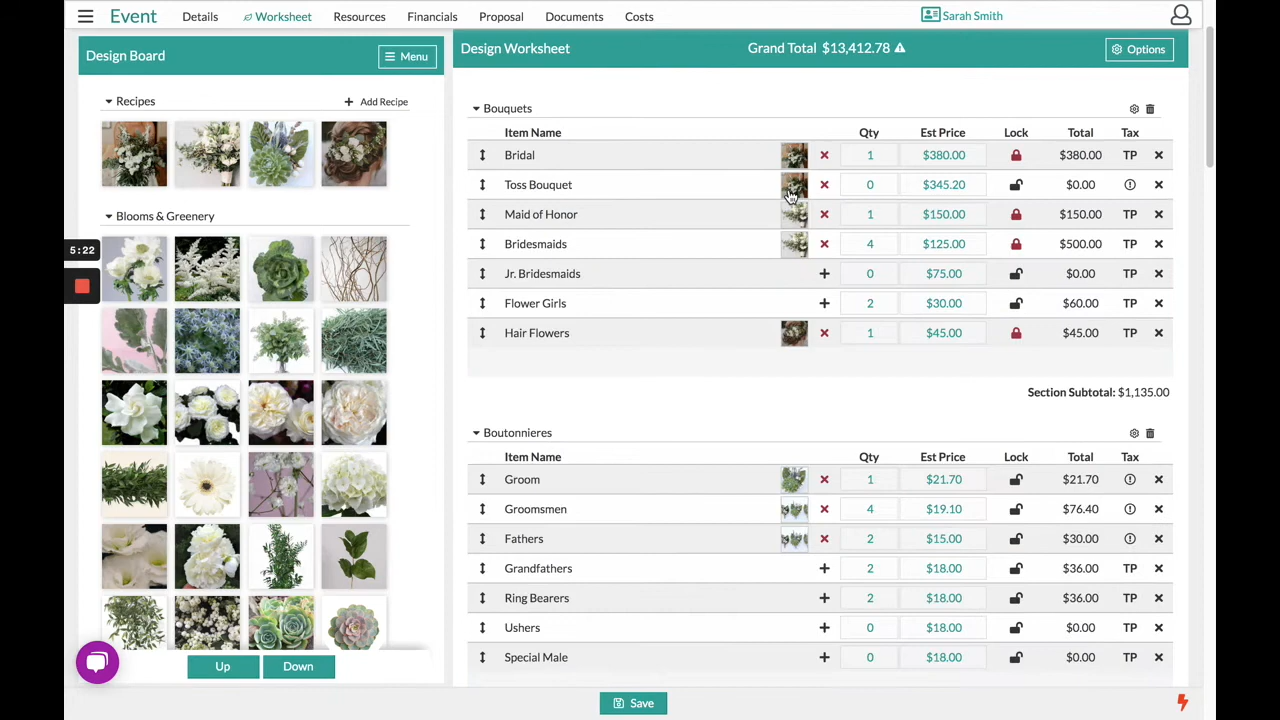 Event Details Worksheet Resources Financials Proposal Documents Costs Sarah Smith
Design Board Menu
Recipes Add Recipe
Blooms & Greenery
5:22
Up Down
Design Worksheet Grand Total $13,412.78 Options
Bouquets
Item Name Qty Est Price Lock Total Tax
Bridal 1 $380.00 $380.00 TP
Toss Bouquet 0 $345.20 $0.00
Maid of Honor 1 $150.00 $150.00 TP
Bridesmaids 4 $125.00 $500.00 TP
Jr. Bridesmaids 0 $75.00 $0.00 TP
Flower Girls 2 $30.00 $60.00 TP
Hair Flowers 1 $45.00 $45.00 TP
Section Subtotal: $1,135.00
Boutonnieres
Item Name Qty Est Price Lock Total Tax
Groom 1 $21.70 $21.70
Groomsmen 4 $19.10 $76.40
Fathers 2 $15.00 $30.00
Grandfathers 2 $18.00 $36.00 TP
Ring Bearers 2 $18.00 $36.00 TP
Ushers 0 $18.00 $0.00 TP
Special Male 0 $18.00 $0.00 TP
Save